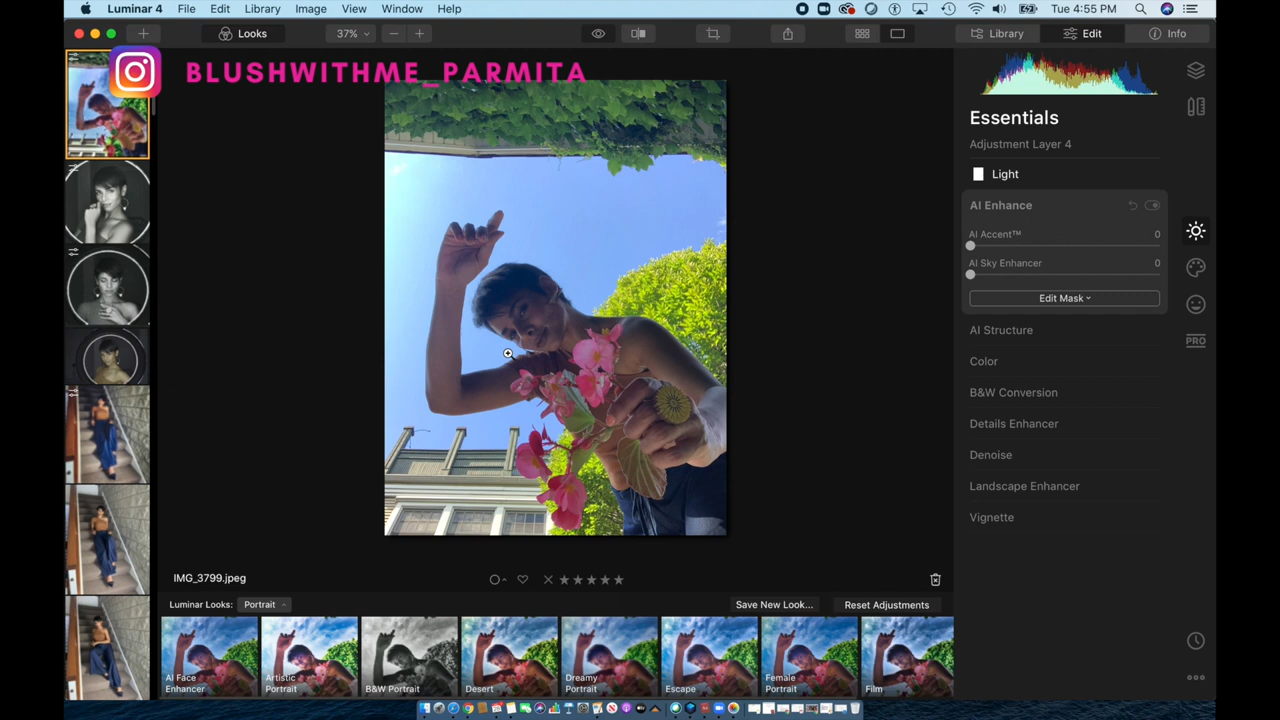 Luminar 4 File Edit Library Image View Window Help Tue 4:55 PM
Looks 37% Library Edit Info
BLUSHWITHME_PARMITA
Essentials
Adjustment Layer 4
Light
AI Enhance
AI Accent™ 0
AI Sky Enhancer 0
Edit Mask
AI Structure
PRO
Color
B&W Conversion
Details Enhancer
Denoise
Landscape Enhancer
Vignette
IMG_3799.jpeg
Luminar Looks: Portrait Save New Look... Reset Adjustments
AI Face
Enhancer
Artistic
Portrait
B&W Portrait
Desert
Dreamy
Portrait
Escape
Female
Portrait
Film